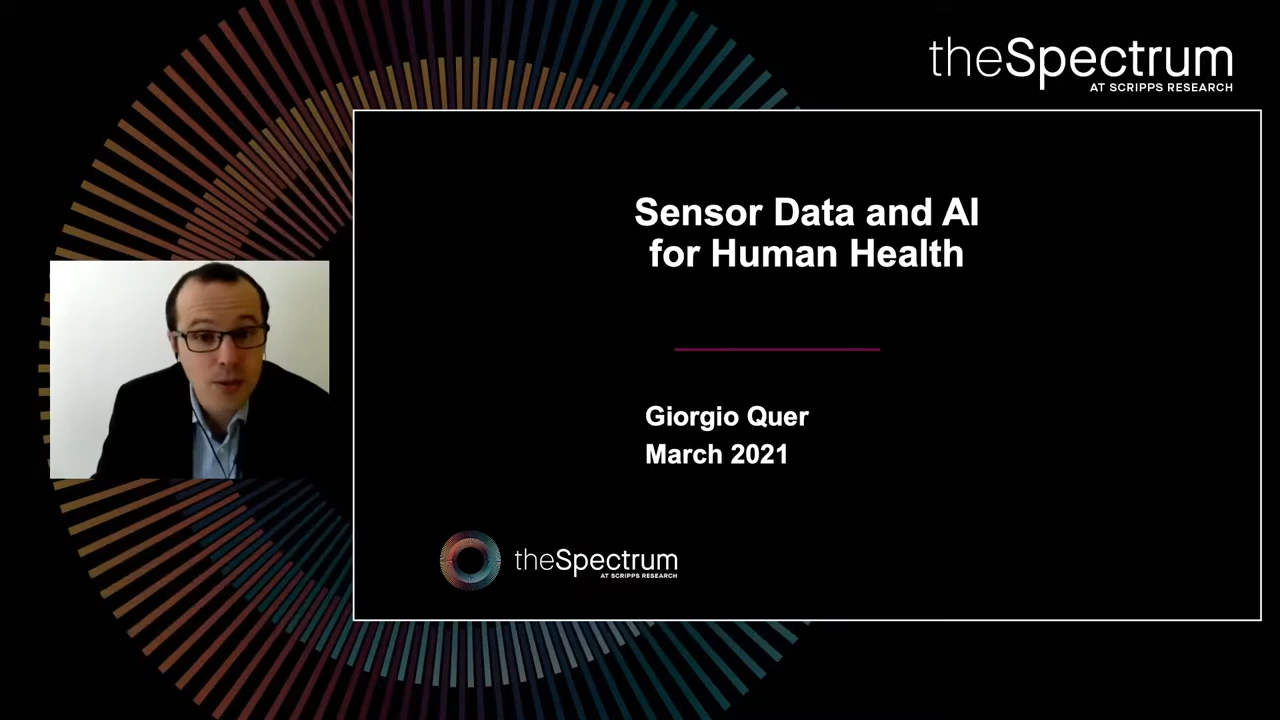 theSpectrum
AT SCRIPPS RESEARCH
Sensor Data and AI
for Human Health
Giorgio Quer
March 2021
theSpectrum
AT SCRIPPS RESEARCH